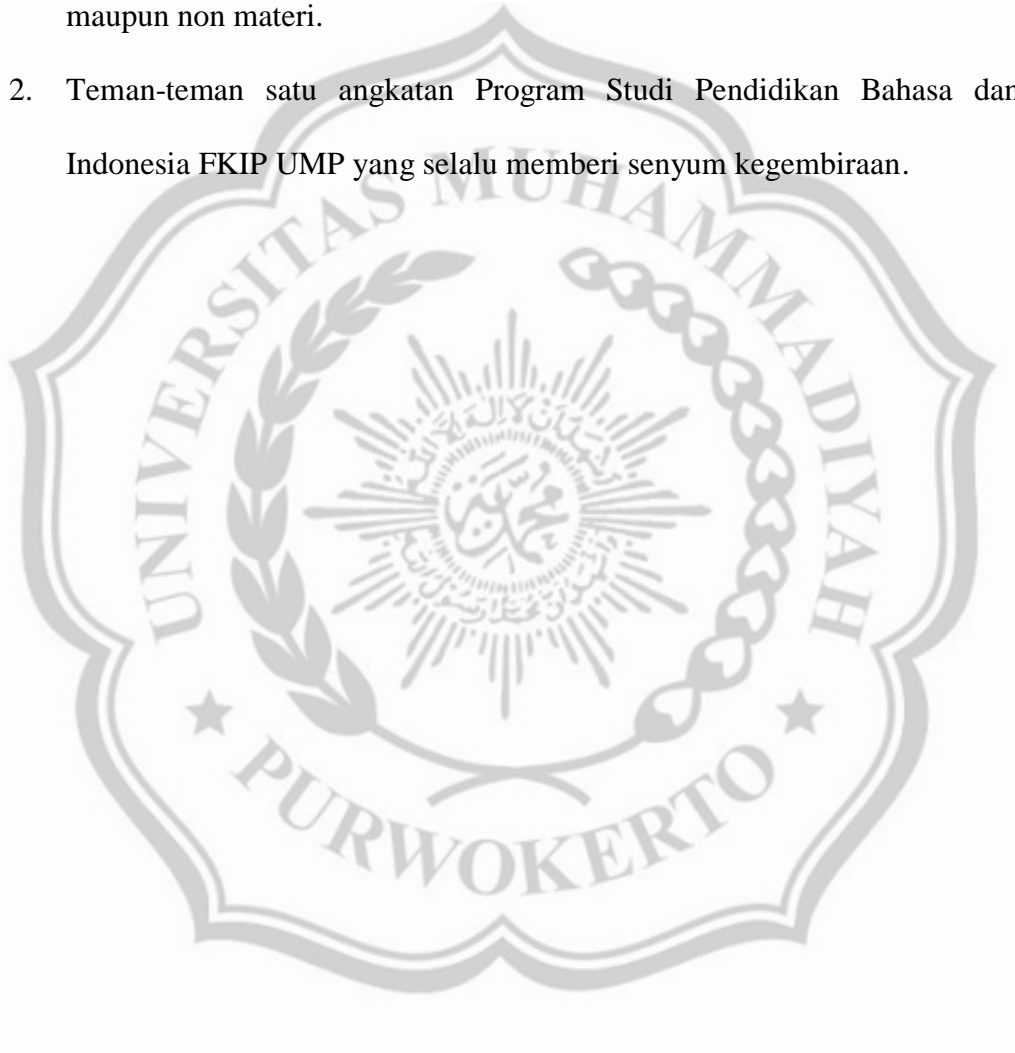 maupun non materi.
2. Teman-teman satu angkatan Program Studi Pendidikan Bahasa dan
Indonesia FKIP UMP yang selalu memberi senyum kegembiraan.
UNIVERSITAS MUHAMMADIYAH
محمدية
PURWOKERTO